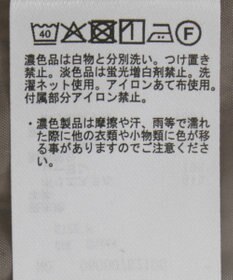 40 F
濃色品は白物と分別洗い。つけ置き
禁止。淡色品は蛍光増白剤禁止。洗
濯ネット使用。アイロンあて布使用。
付属部分アイロン禁止。
・濃色製品は摩擦や汗、雨等で濡れ
た際に他の衣類や小物類に色が移
る事がありますのでご注意ください。